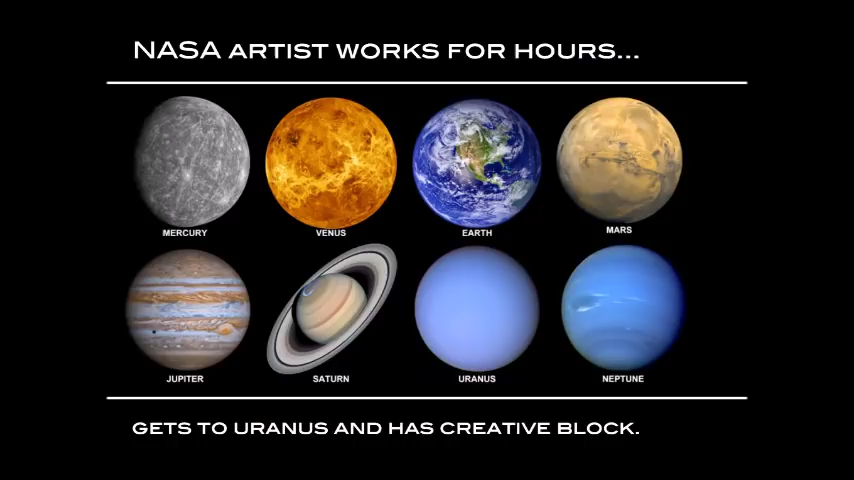 NASA ARTIST WORKS FOR HOURS...
MERCURY VENUS EARTH MARS
JUPITER SATURN URANUS NEPTUNE
GETS TO URANUS AND HAS CREATIVE BLOCK.